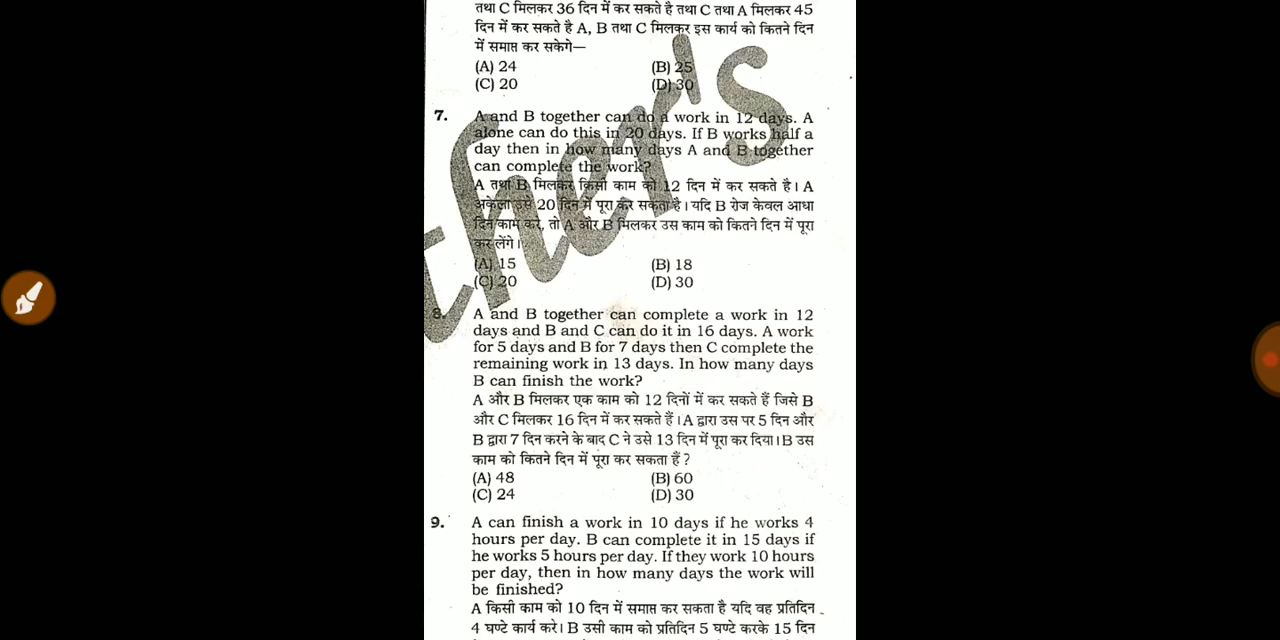 तथा C मिलकर 36 दिन में कर सकते है तथा C तथा A मिलकर 45
दिन में कर सकते है A, B तथा C मिलकर इस कार्य को कितने दिन
में समाप्त कर सकेगे—
(A) 24 (B) 25
(C) 20 (D) 30
7. A and B together can do a work in 12 days. A
alone can do this in 20 days. If B works half a
day then in how many days A and B together
can complete the work?
A तथा B मिलकर किसी काम को 12 दिन में कर सकते है। A
अकेला उसे 20 दिन में पूरा कर सकता है। यदि B रोज केवल आधा
दिन काम करे, तो A और B मिलकर उस काम को कितने दिन में पूरा
कर लेंगे।
(A) 15 (B) 18
(C) 20 (D) 30
8. A and B together can complete a work in 12
days and B and C can do it in 16 days. A work
for 5 days and B for 7 days then C complete the
remaining work in 13 days. In how many days
B can finish the work?
A और B मिलकर एक काम को 12 दिनों में कर सकते हैं जिसे B
और C मिलकर 16 दिन में कर सकते हैं। A द्वारा उस पर 5 दिन और
B द्वारा 7 दिन करने के बाद C ने उसे 13 दिन में पूरा कर दिया। B उस
काम को कितने दिन में पूरा कर सकता हैं ?
(A) 48 (B) 60
(C) 24 (D) 30
9. A can finish a work in 10 days if he works 4
hours per day. B can complete it in 15 days if
he works 5 hours per day. If they work 10 hours
per day, then in how many days the work will
be finished?
A किसी काम को 10 दिन में समाप्त कर सकता है यदि वह प्रतिदिन
4 घण्टे कार्य करे। B उसी काम को प्रतिदिन 5 घण्टे करके 15 दिन
ther's